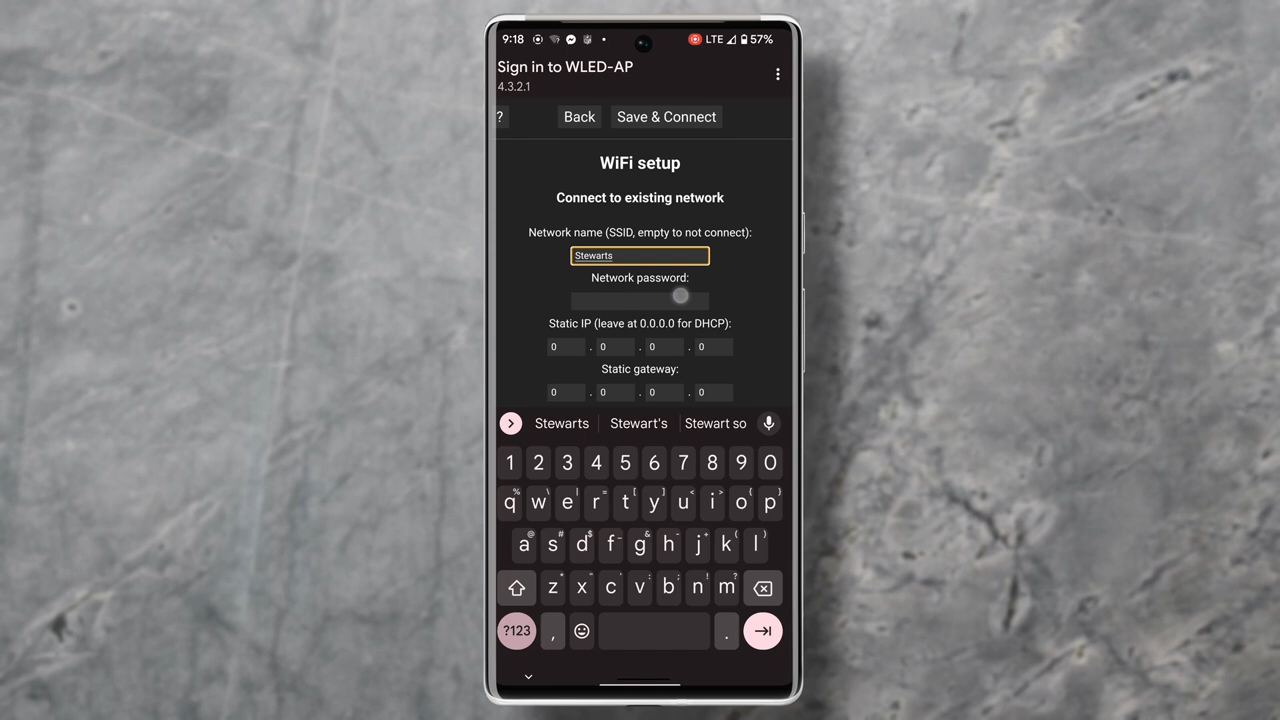 9:18 LTE 57%
Sign in to WLED-AP
4.3.2.1
? Back Save & Connect
WiFi setup
Connect to existing network
Network name (SSID, empty to not connect):
Stewarts
Network password:
Static IP (leave at 0.0.0.0 for DHCP):
0 . 0 . 0 . 0
Static gateway:
0 . 0 . 0 . 0
Stewarts Stewart's Stewart so
1 2 3 4 5 6 7 8 9 0
q % w \ e | r = t [ y ] u < i > o { p }
a @ s # d $ f - g & h - j + k ( l )
z * x " c ' v : b ; n ! m ?
?123 , .